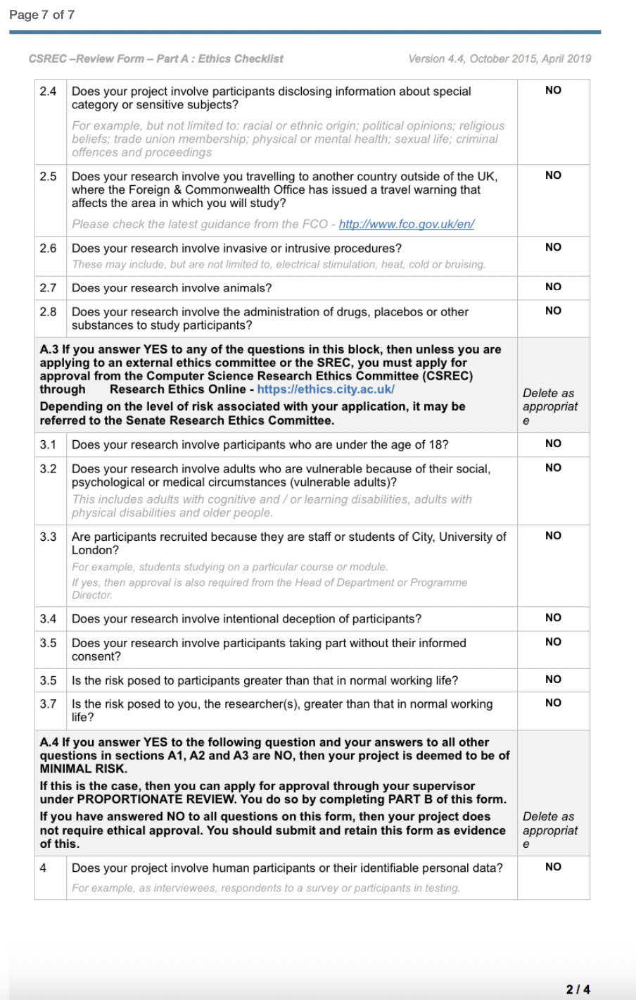 Page 7 of 7
CSREC –Review Form – Part A : Ethics Checklist Version 4.4, October 2015, April 2019
2.4 Does your project involve participants disclosing information about special NO
category or sensitive subjects?
For example, but not limited to: racial or ethnic origin; political opinions; religious
beliefs; trade union membership; physical or mental health; sexual life; criminal
offences and proceedings
2.5 Does your research involve you travelling to another country outside of the UK, NO
where the Foreign & Commonwealth Office has issued a travel warning that
affects the area in which you will study?
Please check the latest guidance from the FCO - http://www.fco.gov.uk/en/
2.6 Does your research involve invasive or intrusive procedures? NO
These may include, but are not limited to, electrical stimulation, heat, cold or bruising.
2.7 Does your research involve animals? NO
2.8 Does your research involve the administration of drugs, placebos or other NO
substances to study participants?
A.3 If you answer YES to any of the questions in this block, then unless you are
applying to an external ethics committee or the SREC, you must apply for
approval from the Computer Science Research Ethics Committee (CSREC)
through Research Ethics Online - https://ethics.city.ac.uk/
Depending on the level of risk associated with your application, it may be
referred to the Senate Research Ethics Committee.
Delete as
appropriat
e
3.1 Does your research involve participants who are under the age of 18? NO
3.2 Does your research involve adults who are vulnerable because of their social, NO
psychological or medical circumstances (vulnerable adults)?
This includes adults with cognitive and / or learning disabilities, adults with
physical disabilities and older people.
3.3 Are participants recruited because they are staff or students of City, University of NO
London?
For example, students studying on a particular course or module.
If yes, then approval is also required from the Head of Department or Programme
Director.
3.4 Does your research involve intentional deception of participants? NO
3.5 Does your research involve participants taking part without their informed NO
consent?
3.5 Is the risk posed to participants greater than that in normal working life? NO
3.7 Is the risk posed to you, the researcher(s), greater than that in normal working NO
life?
A.4 If you answer YES to the following question and your answers to all other
questions in sections A1, A2 and A3 are NO, then your project is deemed to be of
MINIMAL RISK.
If this is the case, then you can apply for approval through your supervisor
under PROPORTIONATE REVIEW. You do so by completing PART B of this form.
If you have answered NO to all questions on this form, then your project does
not require ethical approval. You should submit and retain this form as evidence
of this.
Delete as
appropriat
e
4 Does your project involve human participants or their identifiable personal data? NO
For example, as interviewees, respondents to a survey or participants in testing.
2 / 4